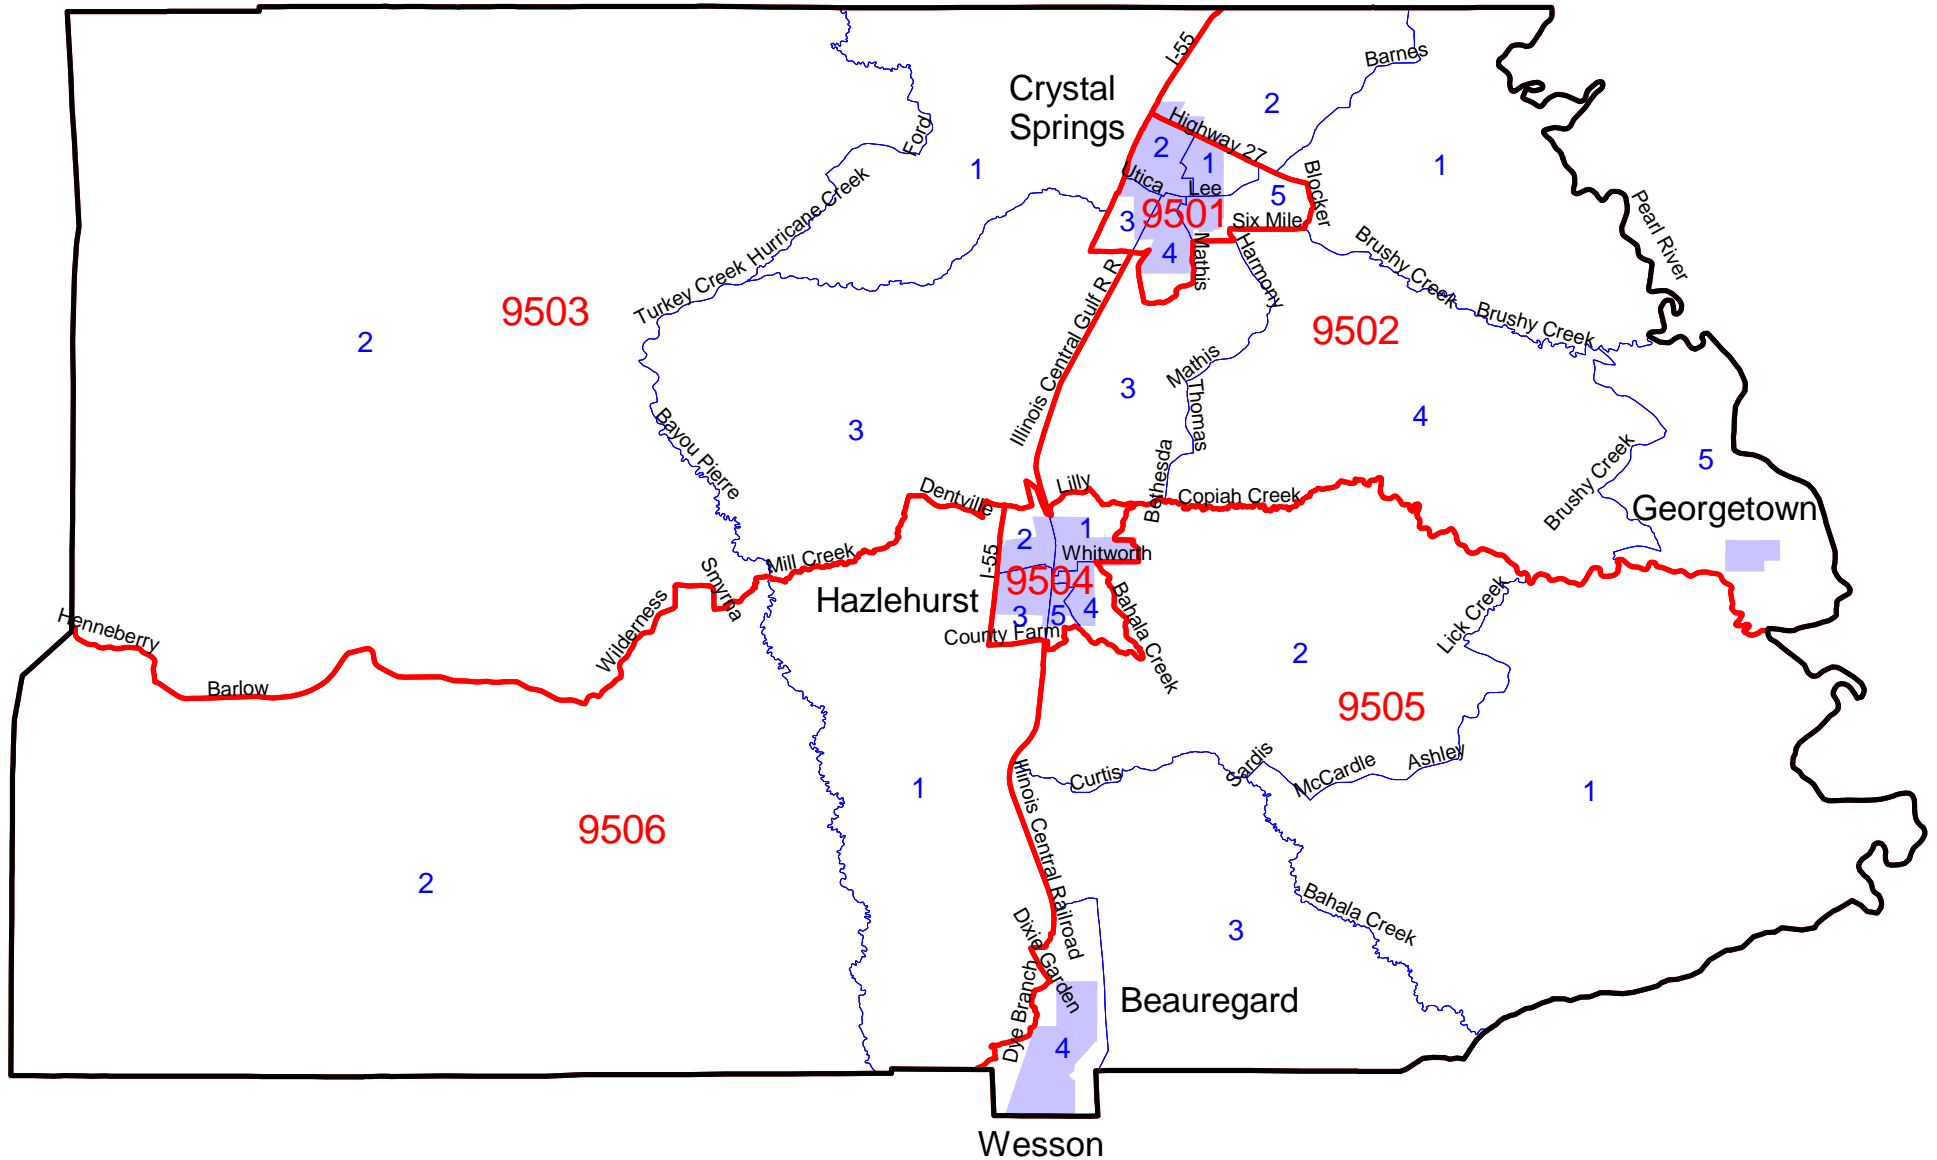 I-55
Barnes
Crystal
Springs
2
Highway 27
Ford
2
1
1
1
Utica
Lee
Blocker
5
Hurricane Creek
3
9501
Six Mile
Pearl River
4
Mathis
Harmony
Brushy Creek
Turkey Creek
9503
Illinois Central Gulf R R
9502
Brushy Creek
2
Mathis
3
Thomas
4
3
Bayou Pierre
Bethesda
Brushy Creek
5
Dentville
Lilly
Copiah Creek
Georgetown
2
1
Whitworth
I-55
Mill Creek
Smyrna
9504
Hazlehurst
3
5
4
Bahala Creek
Lick Creek
Henneberry
Wilderness
County Farm
2
Barlow
9505
Sardis
Ashley
McCardle
Curtis
1
1
Illinois Central Railroad
9506
2
Bahala Creek
3
Dixie Garden
Dye Branch
Beauregard
4
Wesson